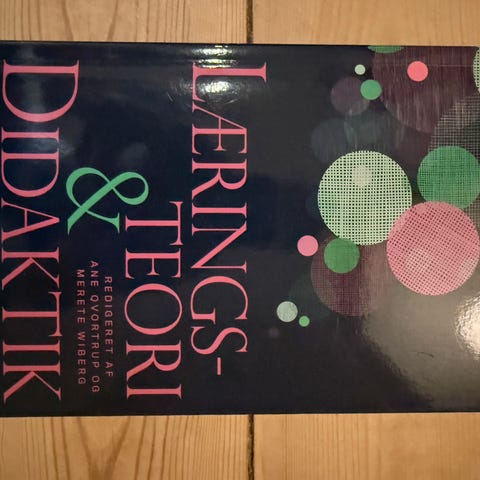 LÆRINGS-
TEORI
&
DIDAKTIK
REDIGERET AF
ANE QVORTRUP OG
MERETE WIBERG